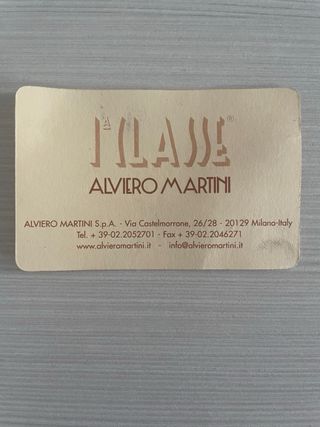 1ª CLASSE®
ALVIERO MARTINI
ALVIERO MARTINI S.p.A. - Via Castelmorrone, 26/28 - 20129 Milano-Italy
Tel. + 39-02.2052701 - Fax + 39-02.2046271
www.alvieromartini.it - info@alvieromartini.it